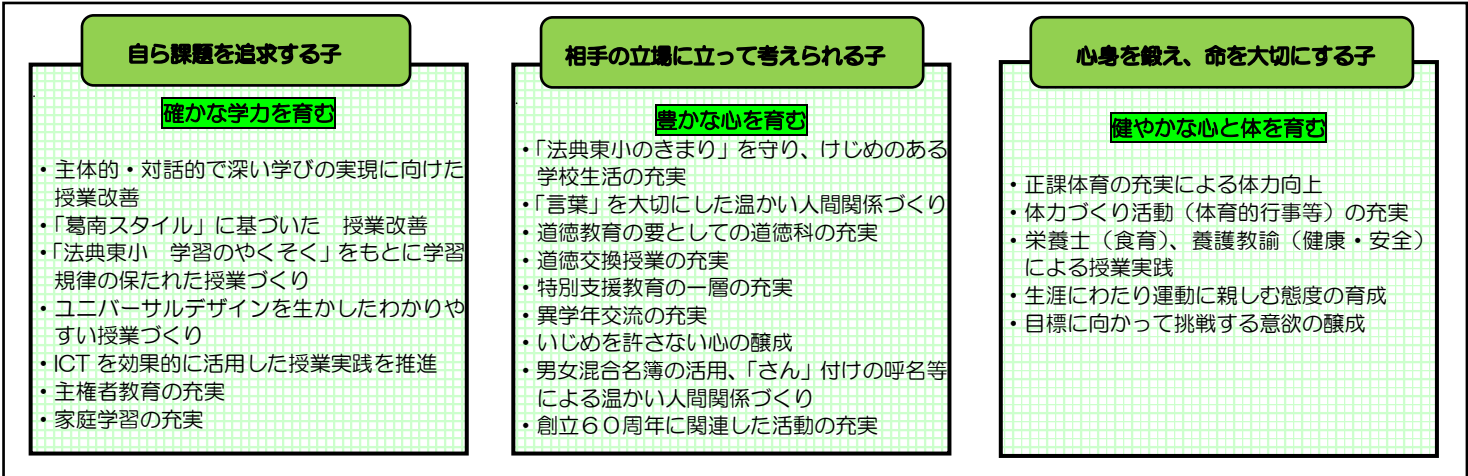 自ら課題を追求する子
確かな学力を育む
・主体的・対話的で深い学びの実現に向けた
授業改善
・「葛南スタイル」に基づいた　授業改善
・「法典東小　学習のやくそく」をもとに学習
規律の保たれた授業づくり
・ユニバーサルデザインを生かしたわかりや
すい授業づくり
・ICT を効果的に活用した授業実践を推進
・主権者教育の充実
・家庭学習の充実
相手の立場に立って考えられる子
豊かな心を育む
・「法典東小のきまり」を守り、けじめのある
学校生活の充実
・「言葉」を大切にした温かい人間関係づくり
・道徳教育の要としての道徳科の充実
・道徳交換授業の充実
・特別支援教育の一層の充実
・異学年交流の充実
・いじめを許さない心の醸成
・男女混合名簿の活用、「さん」付けの呼名等
による温かい人間関係づくり
・創立６０周年に関連した活動の充実
心身を鍛え、命を大切にする子
健やかな心と体を育む
・正課体育の充実による体力向上
・体力づくり活動（体育的行事等）の充実
・栄養士（食育）、養護教諭（健康・安全）
による授業実践
・生涯にわたり運動に親しむ態度の育成
・目標に向かって挑戦する意欲の醸成